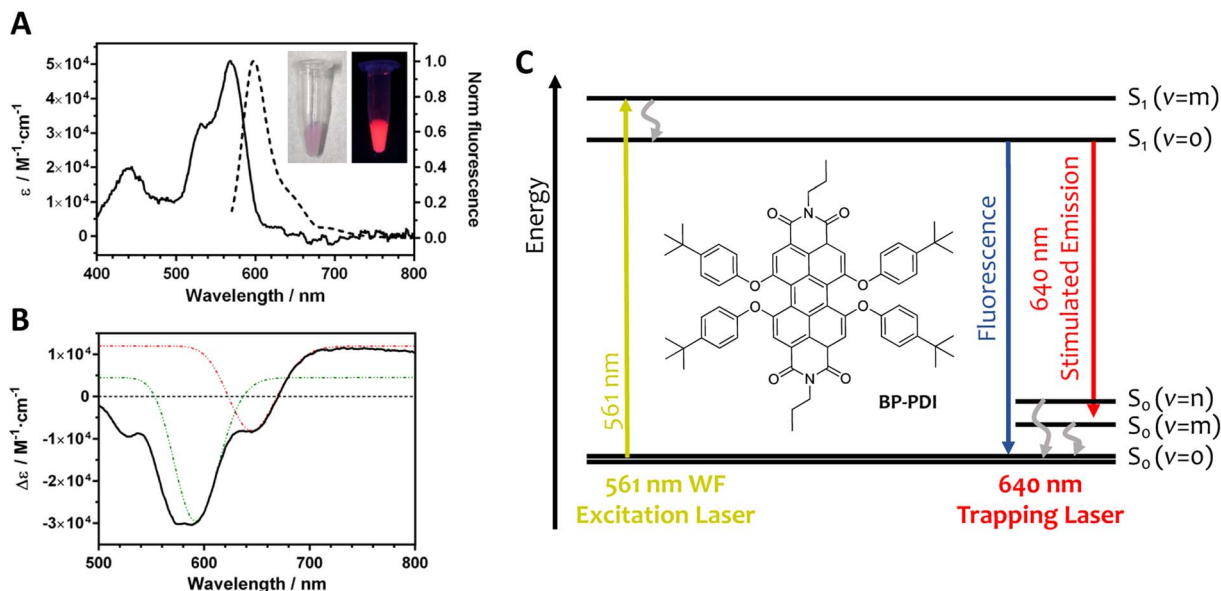 A
ε / M⁻¹·cm⁻¹
5×10⁴
4×10⁴
3×10⁴
2×10⁴
1×10⁴
0
1.0
0.8
0.6
0.4
0.2
0.0
Norm fluorescence
400 500 600 700 800
Wavelength / nm
B
Δε / M⁻¹·cm⁻¹
1×10⁴
0
-1×10⁴
-2×10⁴
-3×10⁴
500 600 700 800
Wavelength / nm
C
Energy
S₁ (v=m)
S₁ (v=0)
561 nm
O N O
O O
O O
O N O
BP-PDI
Fluorescence
640 nm
Stimulated Emission
S₀ (v=n)
S₀ (v=m)
S₀ (v=0)
561 nm WF
Excitation Laser
640 nm
Trapping Laser